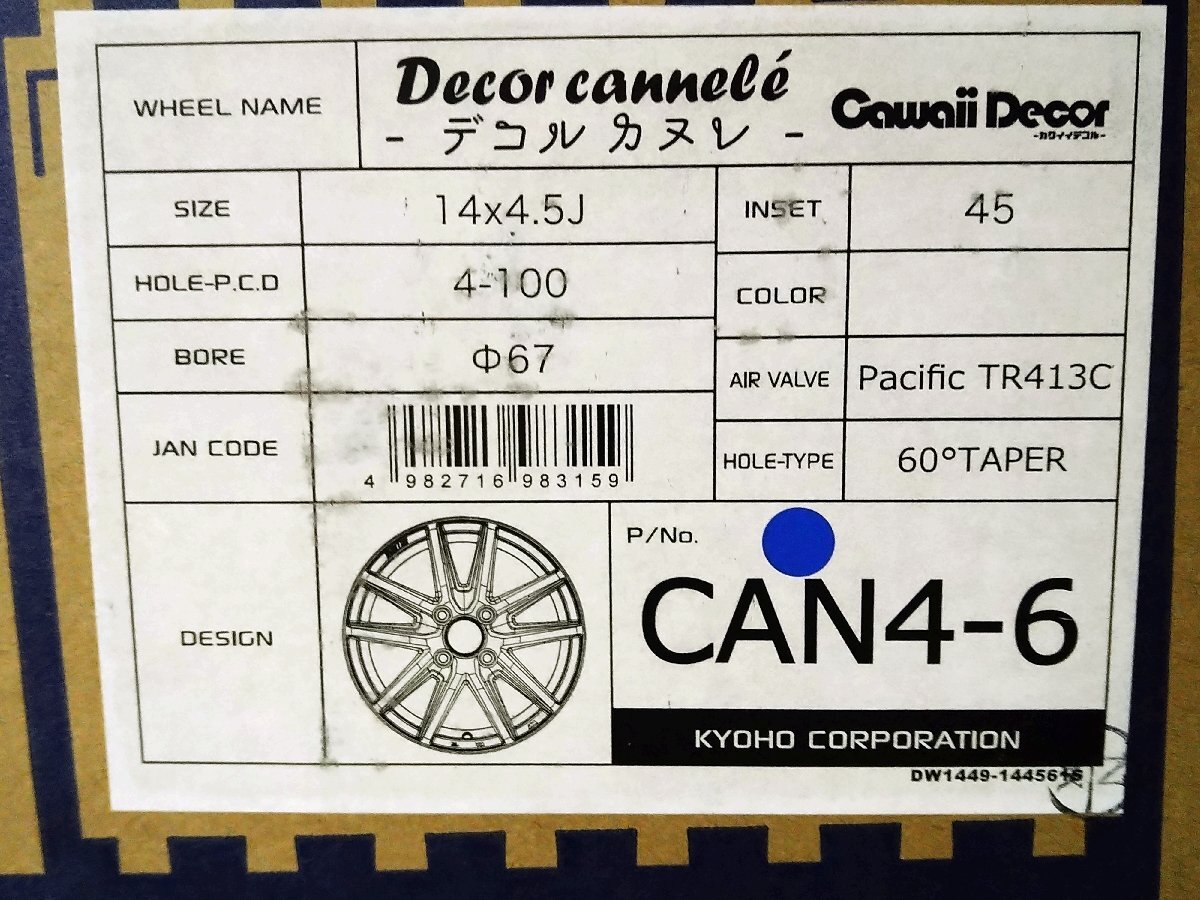 WHEEL NAME
Decor cannelé
- デコルカヌレ -
Cawaii Decor
-カワイイデコル-
SIZE
14x4.5J
INSET
45
HOLE-P.C.D
4-100
COLOR
BORE
Φ67
AIR VALVE
Pacific TR413C
JAN CODE
4 982716 983159
HOLE-TYPE
60°TAPER
DESIGN
P/No.
CAN4-6
KYOHO CORPORATION